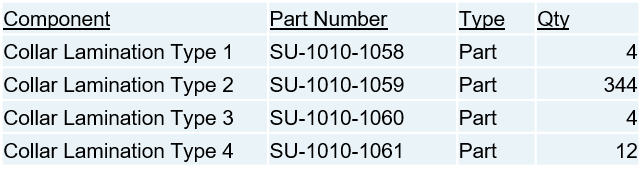 Component Part Number Type Qty
Collar Lamination Type 1 SU-1010-1058 Part 4
Collar Lamination Type 2 SU-1010-1059 Part 344
Collar Lamination Type 3 SU-1010-1060 Part 4
Collar Lamination Type 4 SU-1010-1061 Part 12